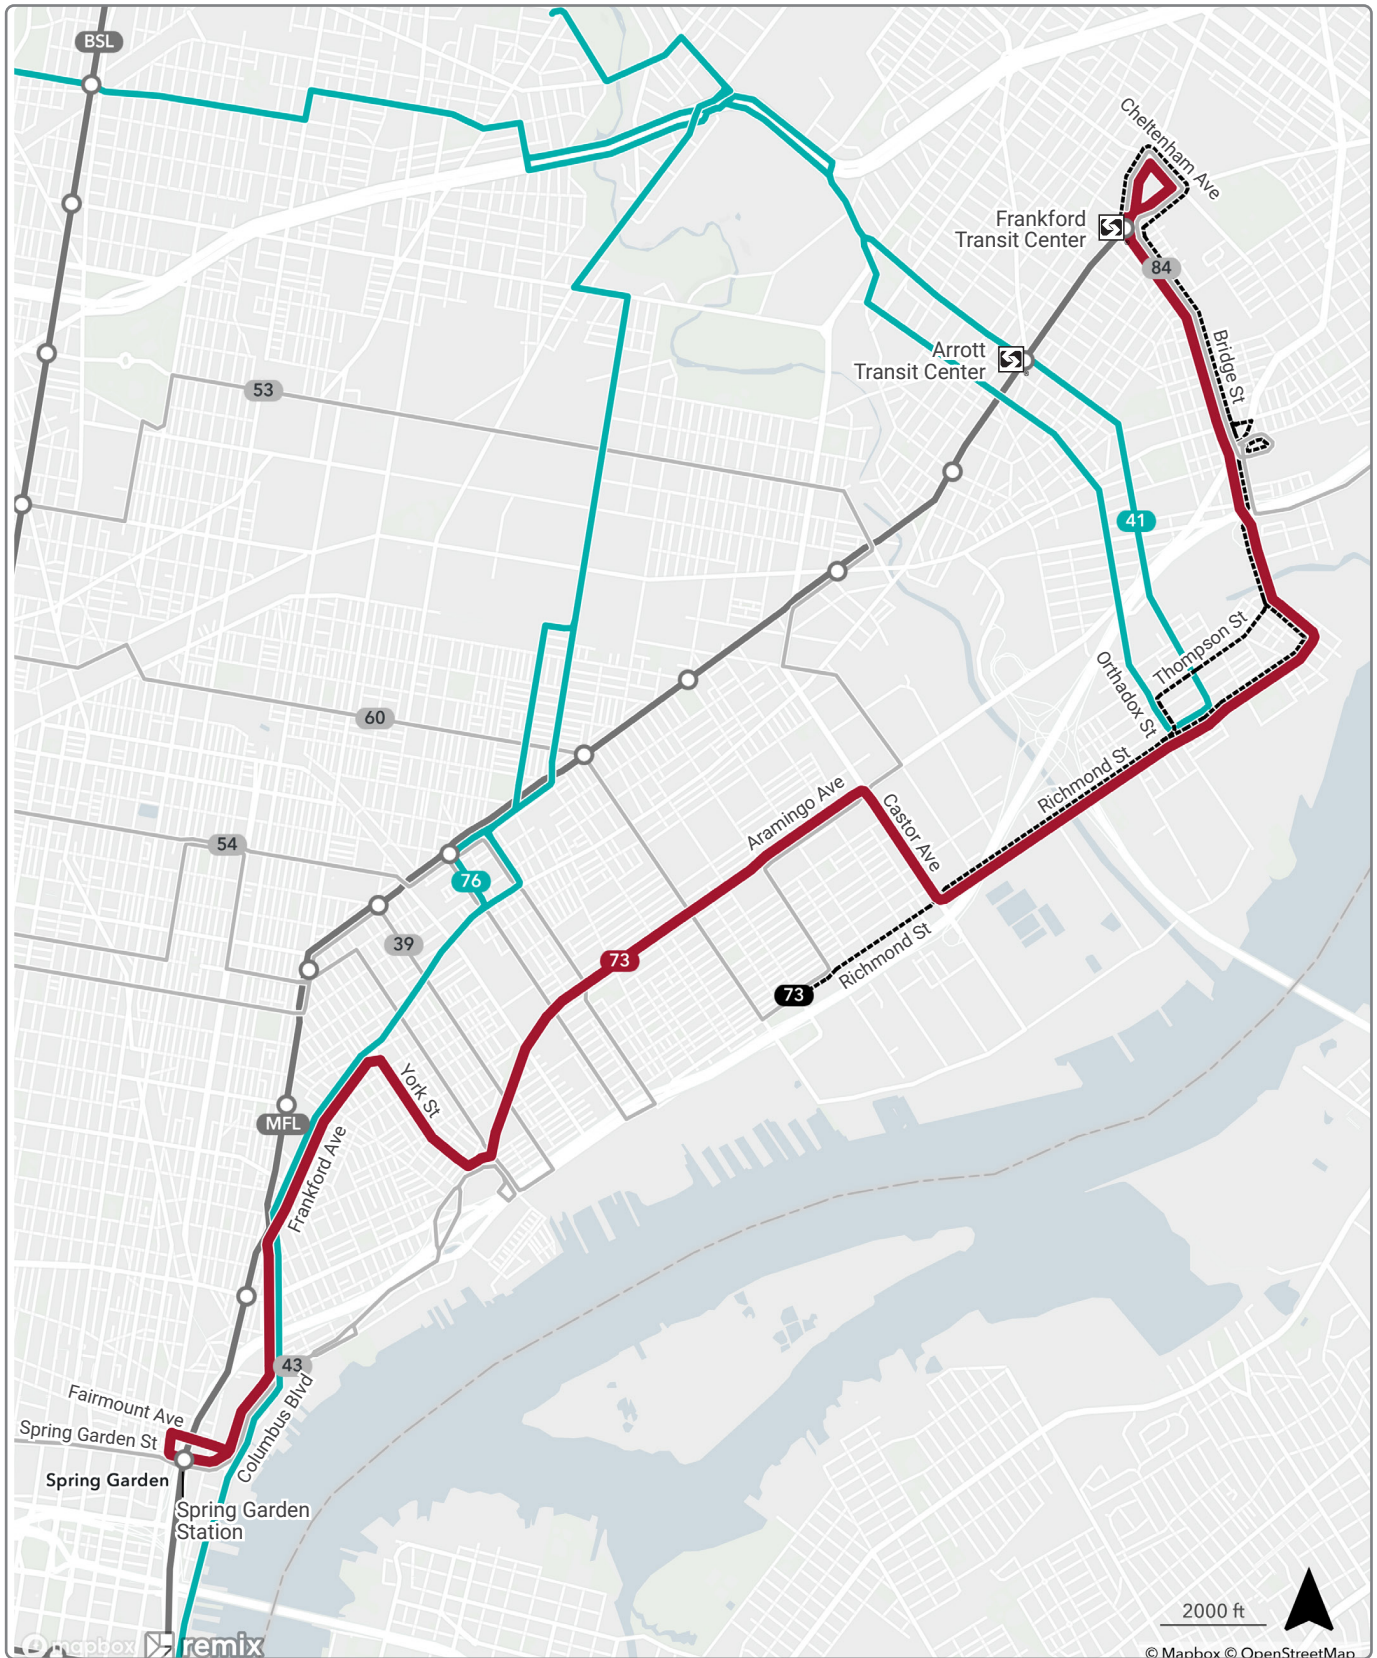 BSL
Cheltenham Ave
Frankford
Transit Center
84
Bridge St
Arrott
Transit Center
53
41
Thompson St
Orthadox St
60
Richmond St
Aramingo Ave
Castor Ave
54
76
39
73
Richmond St
73
York St
MFL
Frankford Ave
43
Fairmount Ave
Columbus Blvd
Spring Garden St
Spring Garden
Spring Garden
Station
2000 ft
mapbox
remix
© Mapbox © OpenStreetMap